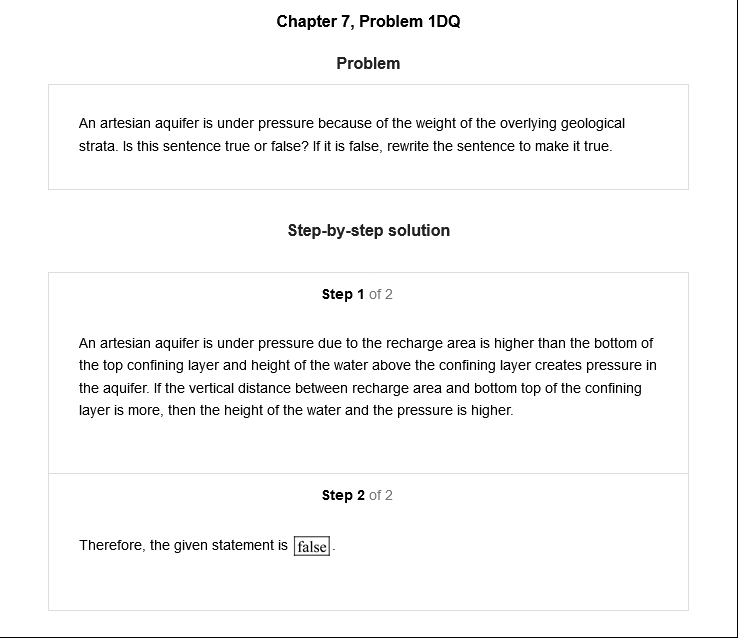 Chapter 7, Problem 1DQ
Problem
An artesian aquifer is under pressure because of the weight of the overlying geological
strata. Is this sentence true or false? If it is false, rewrite the sentence to make it true.
Step-by-step solution
Step 1 of 2
An artesian aquifer is under pressure due to the recharge area is higher than the bottom of
the top confining layer and height of the water above the confining layer creates pressure in
the aquifer. If the vertical distance between recharge area and bottom top of the confining
layer is more, then the height of the water and the pressure is higher.
Step 2 of 2
Therefore, the given statement is false.